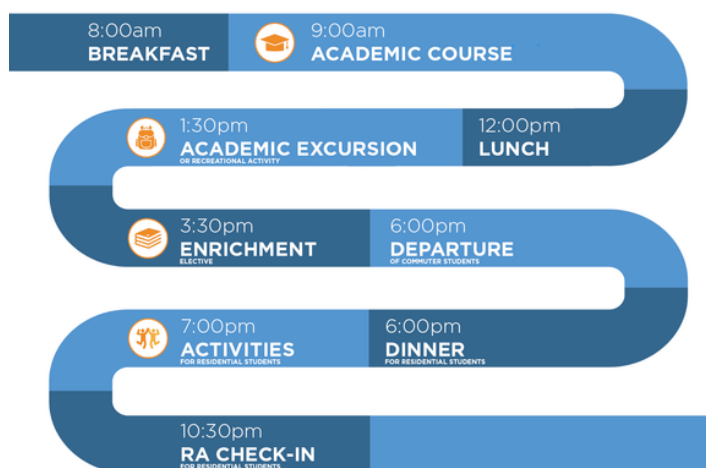 8:00am
BREAKFAST
9:00am
ACADEMIC COURSE
12:00pm
LUNCH
1:30pm
ACADEMIC EXCURSION
OR RECREATIONAL ACTIVITY
3:30pm
ENRICHMENT
ELECTIVE
6:00pm
DEPARTURE
OF COMMUTER STUDENTS
6:00pm
DINNER
FOR RESIDENTIAL STUDENTS
7:00pm
ACTIVITIES
FOR RESIDENTIAL STUDENTS
10:30pm
RA CHECK-IN
FOR RESIDENTIAL STUDENTS